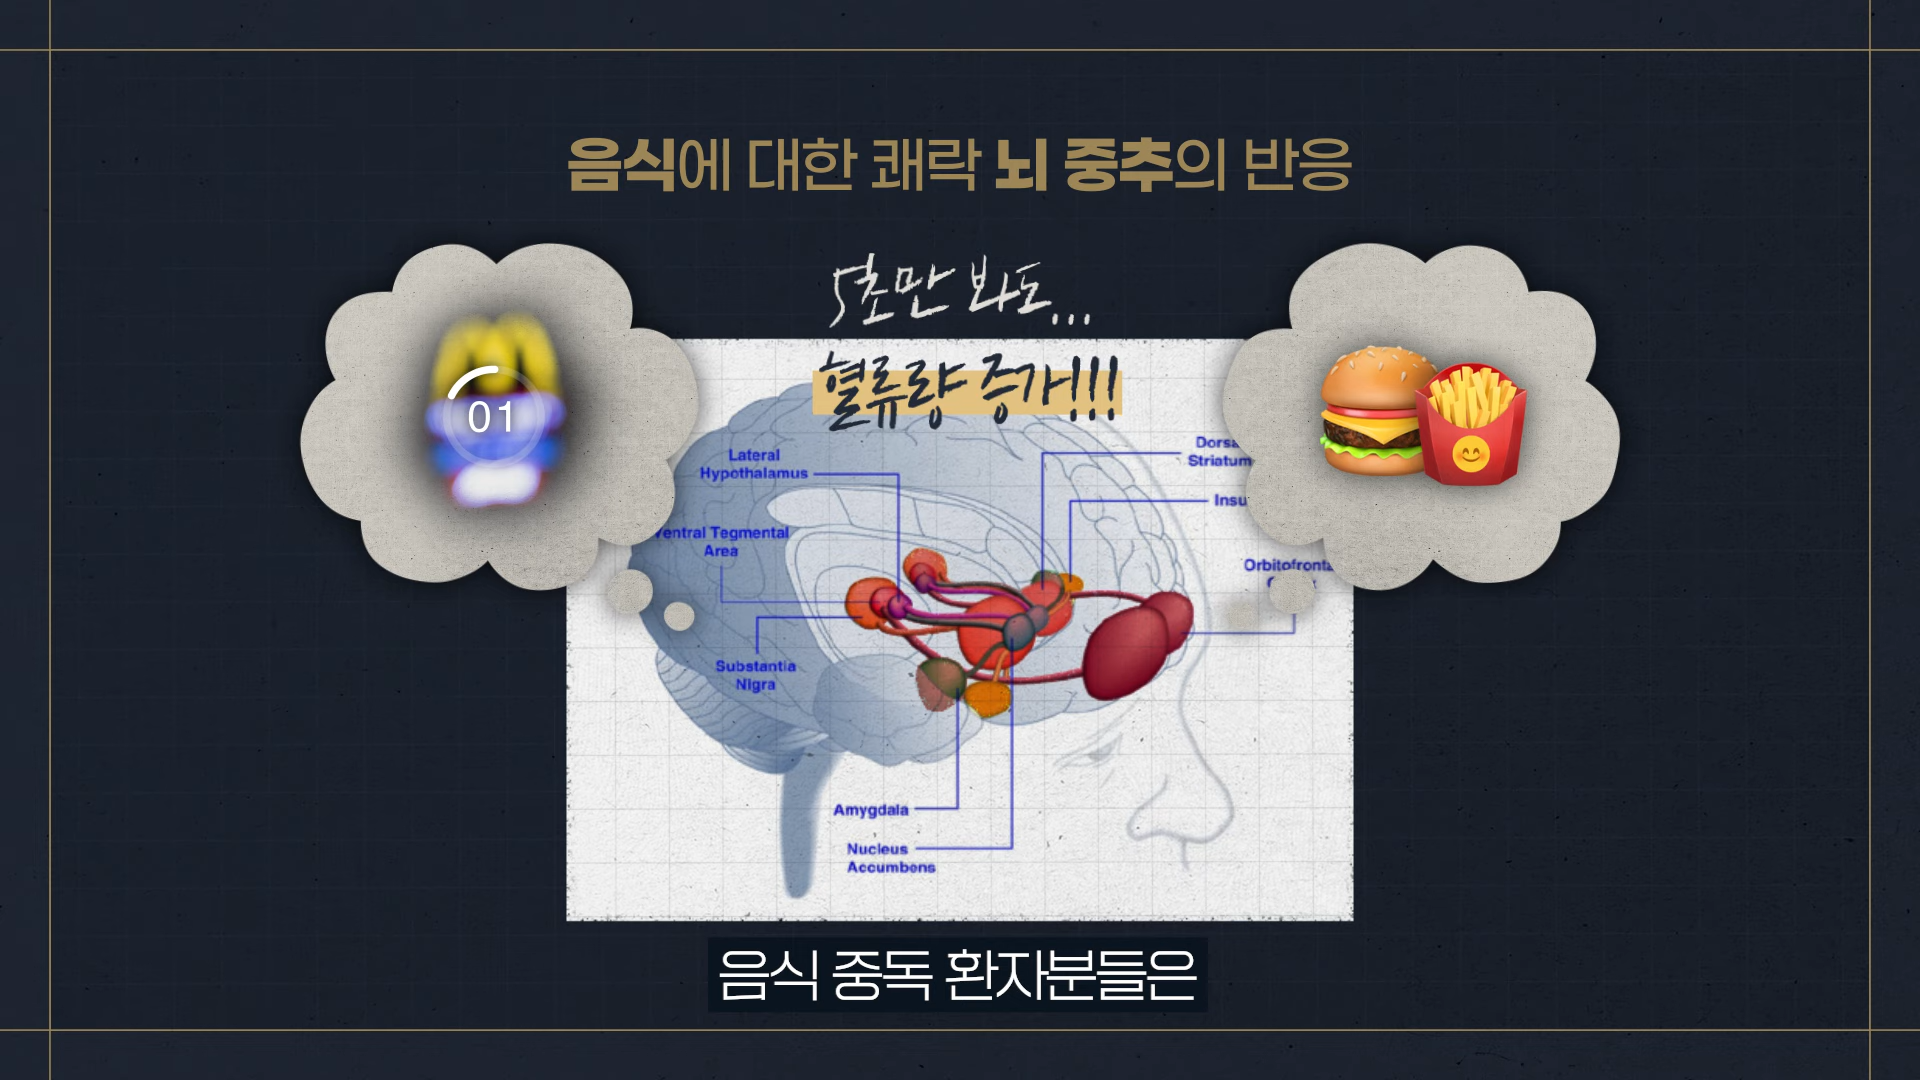 음식에 대한 쾌락 뇌 중추의 반응
5초만 봐도...
혈류량 증가!!!
01
Lateral
Hypothalamus
Striatum
Tegmental
Area
Substantia
Nigra
Amygdala
Nucleus
Accumbens
음식 중독 환자분들은